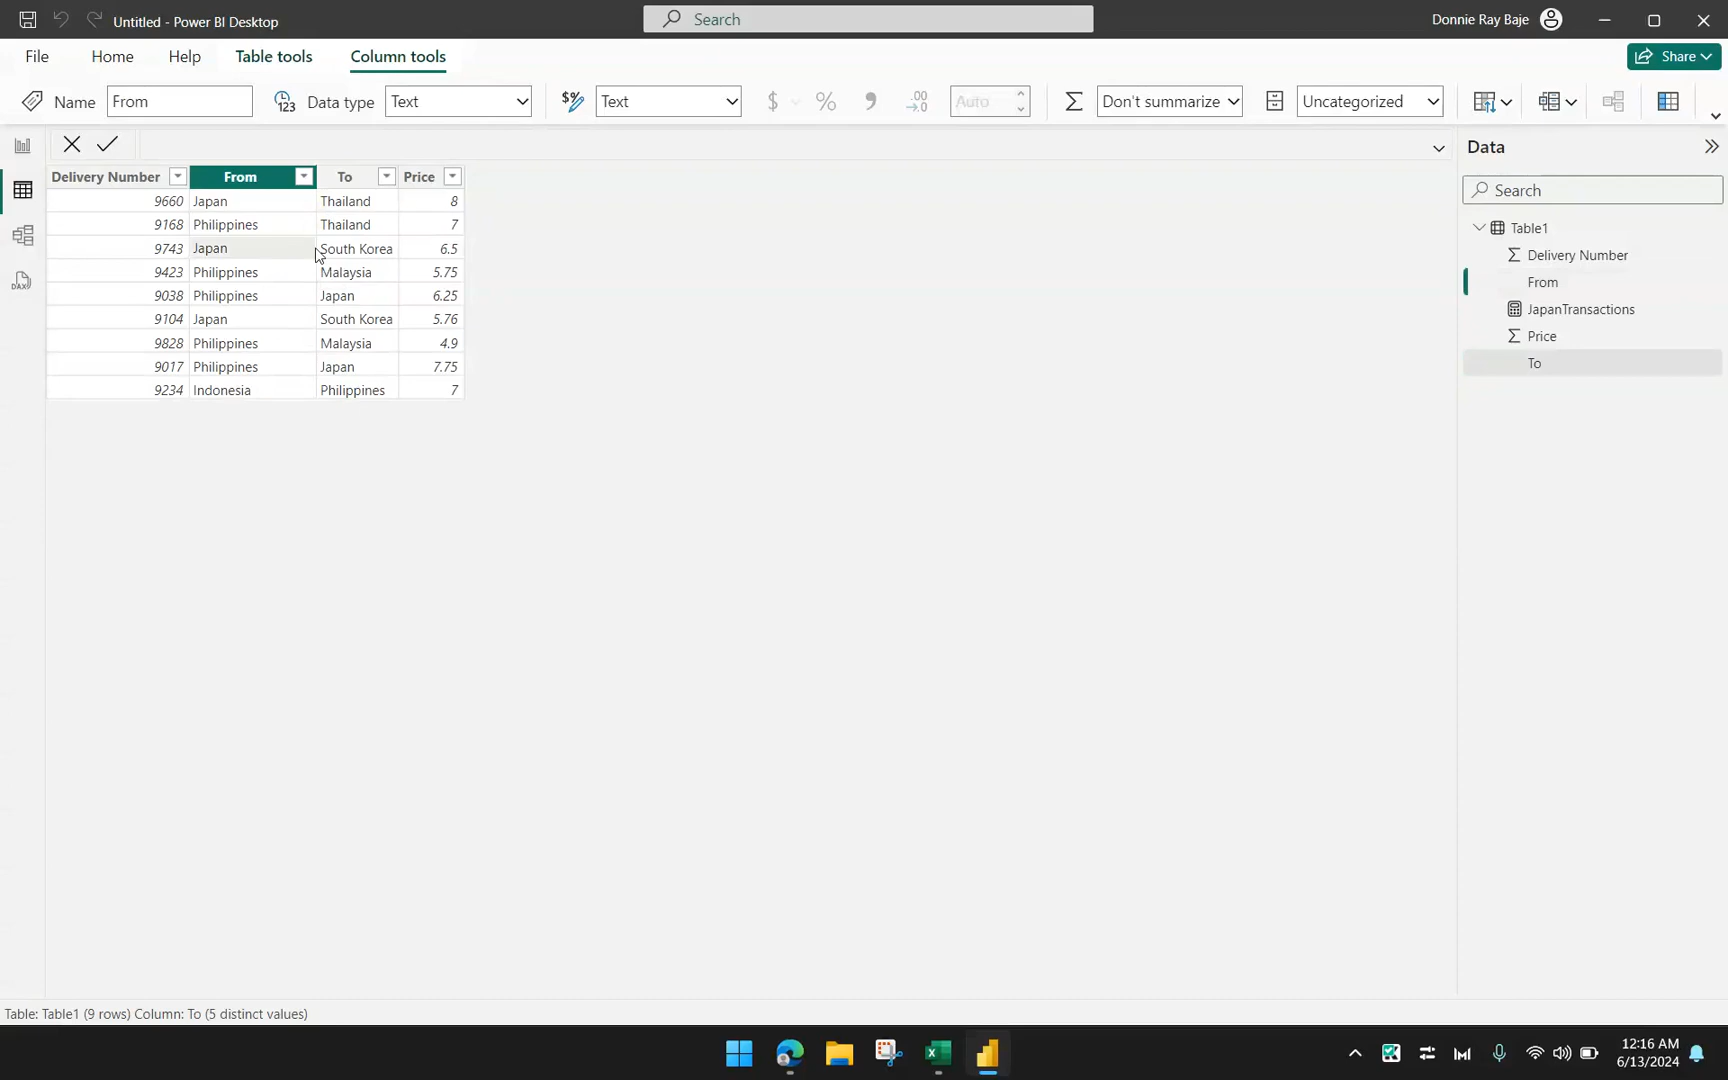 Untitled - Power BI Desktop
Search
Donnie Ray Baje
File Home Help Table tools Column tools Share
Name From 123 Data type Text $% Text $ % 9 .00 →.0 Auto Σ Don't summarize Uncategorized
Data
Search
Delivery Number From To Price
9660 Japan Thailand 8
9168 Philippines Thailand 7
9743 Japan South Korea 6.5
9423 Philippines Malaysia 5.75
9038 Philippines Japan 6.25
9104 Japan South Korea 5.76
9828 Philippines Malaysia 4.9
9017 Philippines Japan 7.75
9234 Indonesia Philippines 7
DAX
Table1
Σ Delivery Number
From
JapanTransactions
Σ Price
To
Table: Table1 (9 rows) Column: To (5 distinct values)
12:16 AM
6/13/2024